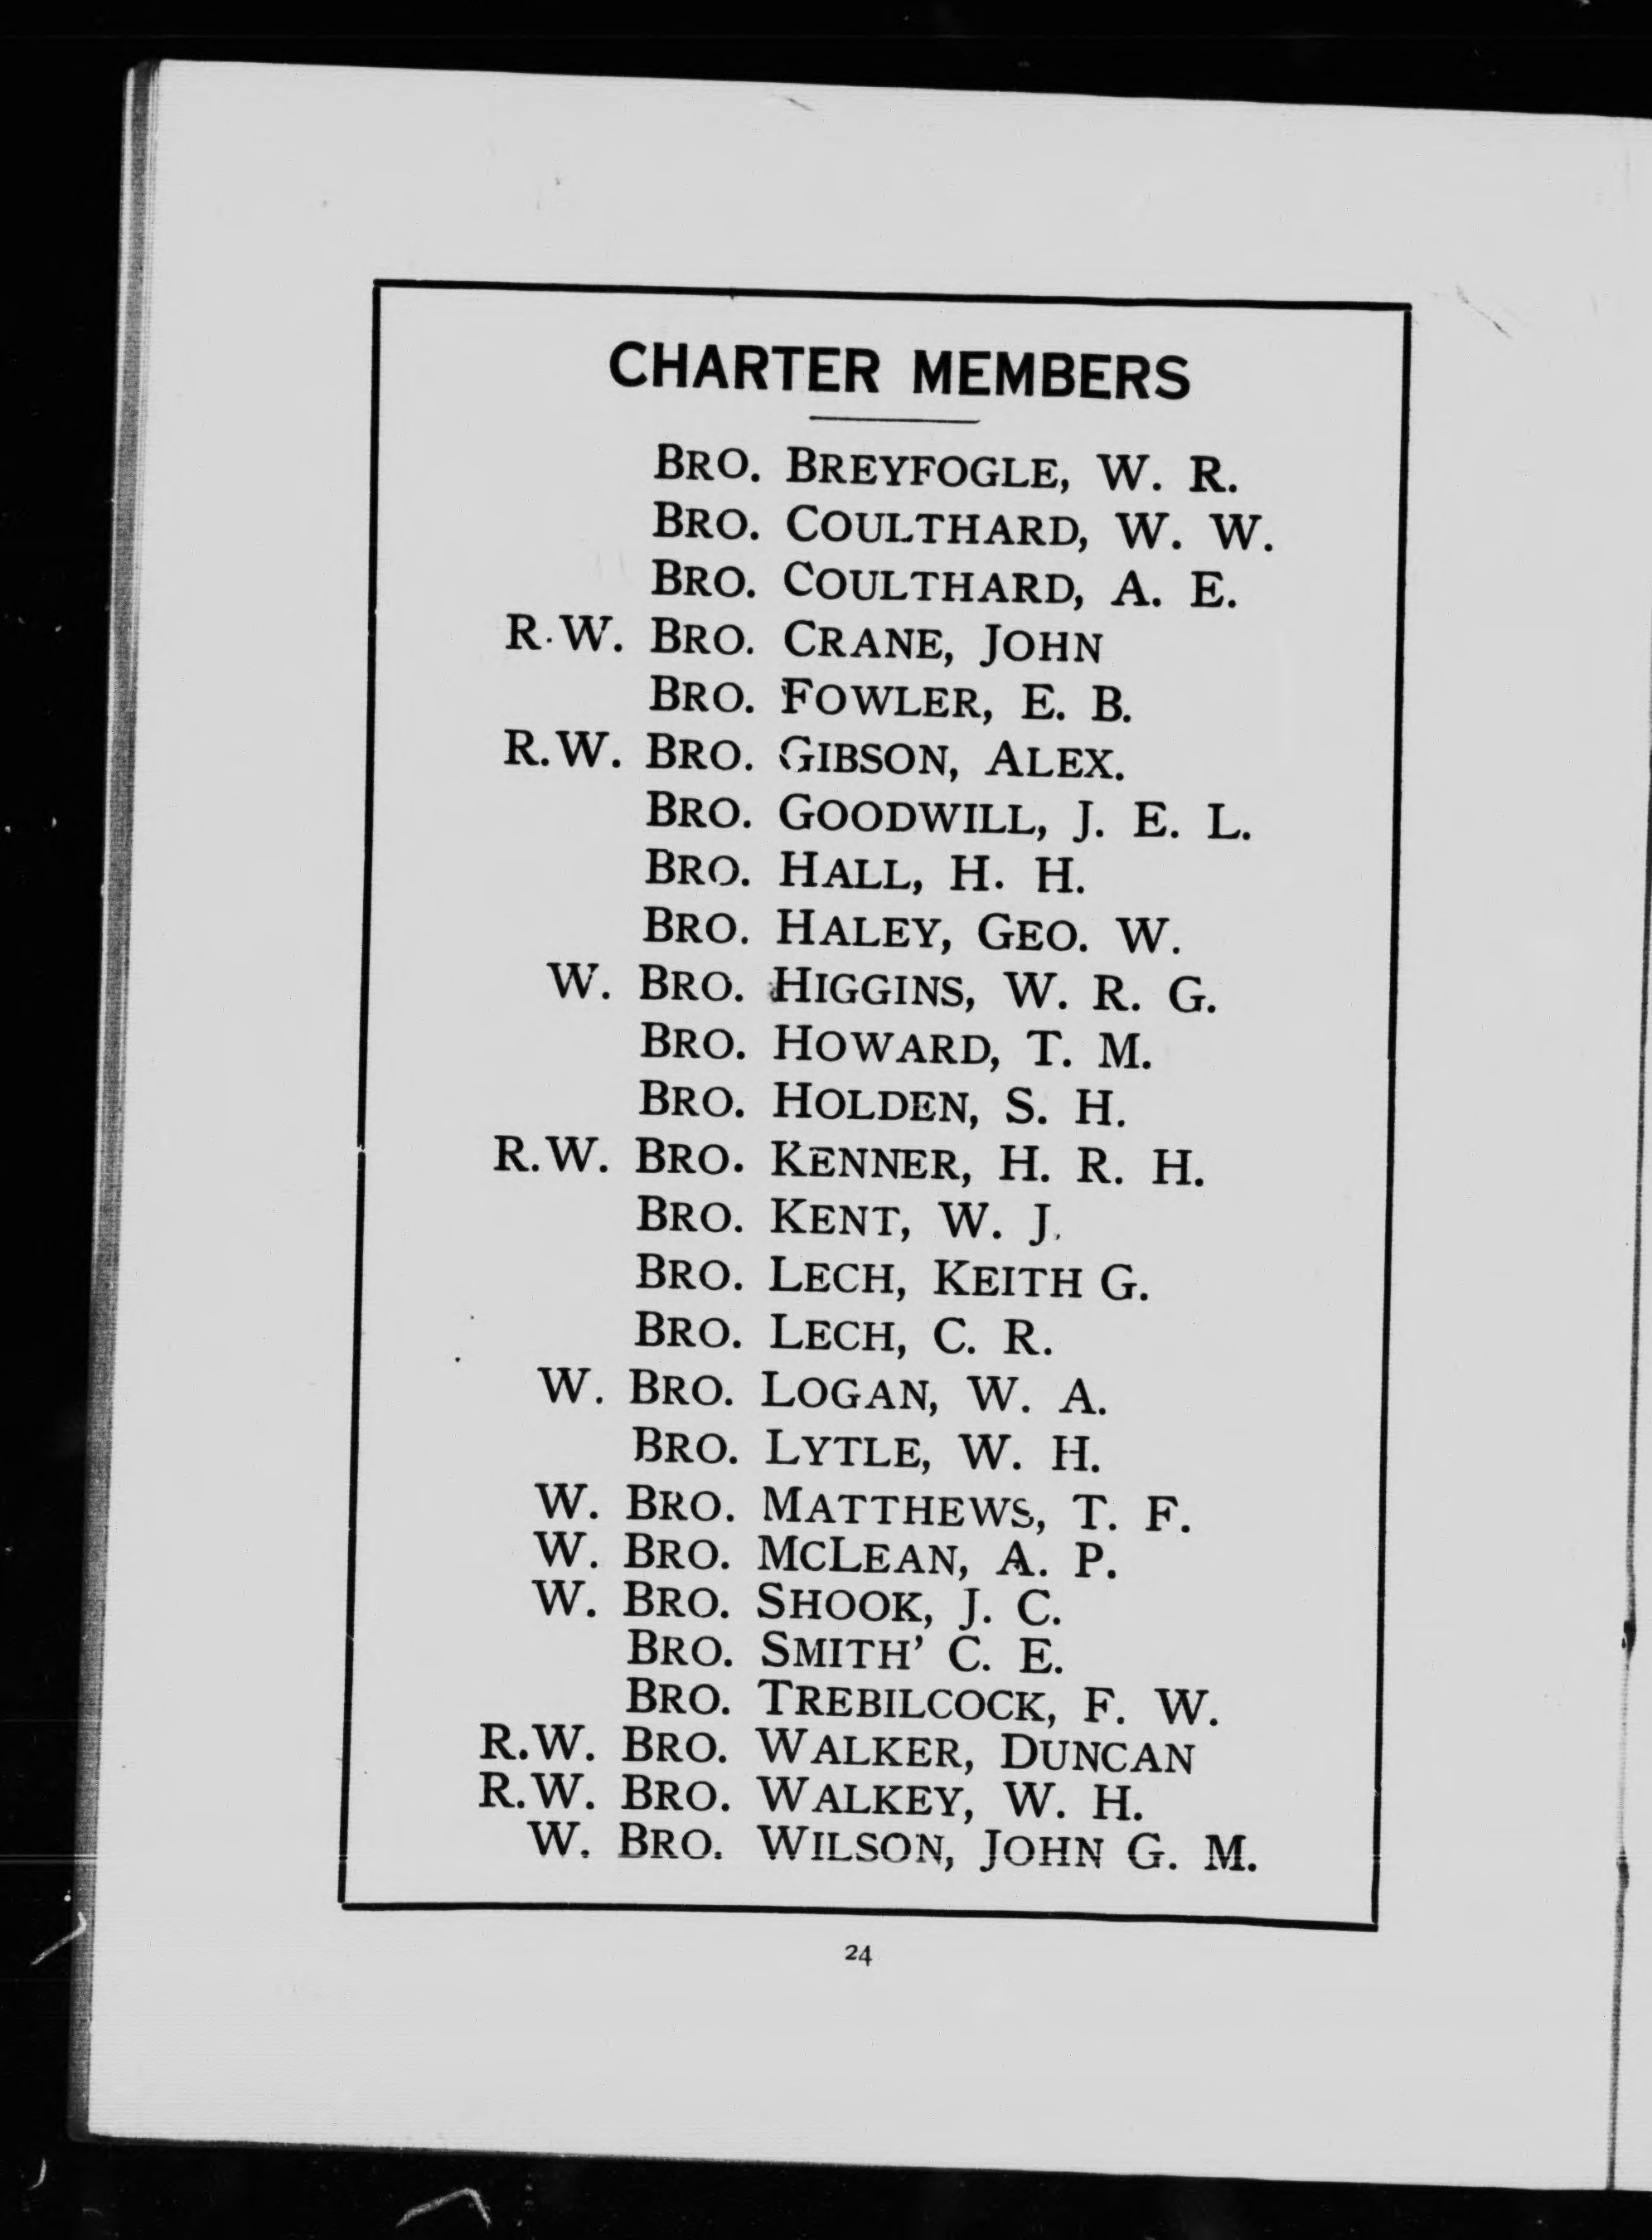 CHARTER MEMBERS
BRO. BREYFOGLE, W. R.
BRO. COULTHARD, W. W.
BRO. COULTHARD, A. E.
R.W. BRO. CRANE, JOHN
BRO. FOWLER, E. B.
R.W. BRO. GIBSON, ALEX.
BRO. GOODWILL, J. E. L.
BRO. HALL, H. H.
BRO. HALEY, GEO. W.
W. BRO. HIGGINS, W. R. G.
BRO. HOWARD, T. M.
BRO. HOLDEN, S. H.
R.W. BRO. KENNER, H. R. H.
BRO. KENT, W. J.
BRO. LECH, KEITH G.
BRO. LECH, C. R.
W. BRO. LOGAN, W. A.
BRO. LYTLE, W. H.
W. BRO. MATTHEWS, T. F.
W. BRO. MCLEAN, A. P.
W. BRO. SHOOK, J. C.
BRO. SMITH' C. E.
BRO. TREBILCOCK, F. W.
R.W. BRO. WALKER, DUNCAN
R.W. BRO. WALKEY, W. H.
W. BRO. WILSON, JOHN G. M.
24